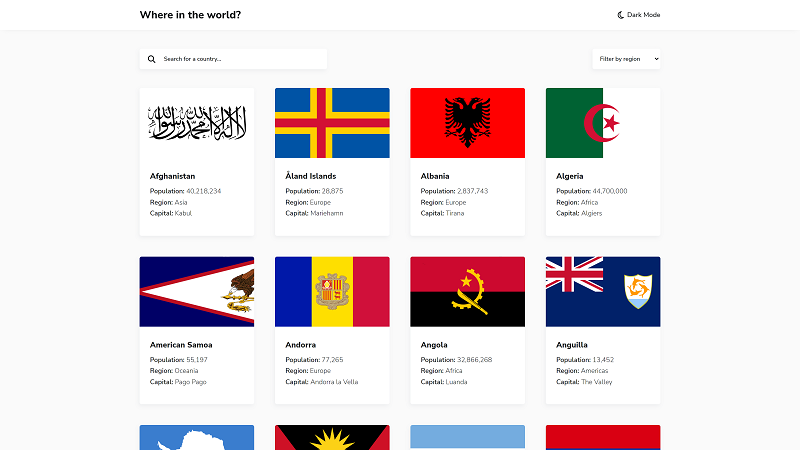 Where in the world?
Dark Mode
Search for a country...
Filter by region
لا إله إلا الله محمد رسول الله
Afghanistan
Population: 40,218,234
Region: Asia
Capital: Kabul
Åland Islands
Population: 28,875
Region: Europe
Capital: Mariehamn
Albania
Population: 2,837,743
Region: Europe
Capital: Tirana
Algeria
Population: 44,700,000
Region: Africa
Capital: Algiers
American Samoa
Population: 55,197
Region: Oceania
Capital: Pago Pago
Andorra
Population: 77,265
Region: Europe
Capital: Andorra la Vella
Angola
Population: 32,866,268
Region: Africa
Capital: Luanda
Anguilla
Population: 13,452
Region: Americas
Capital: The Valley